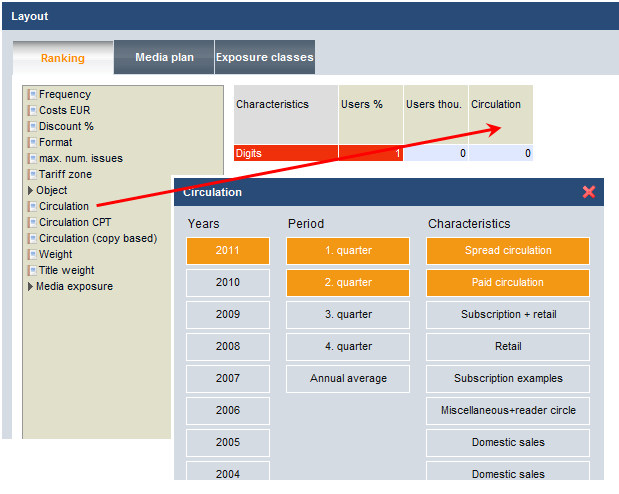 Layout
Ranking
Media plan
Exposure classes
Frequency
Costs EUR
Discount %
Format
max. num. issues
Tariff zone
Object
Circulation
Circulation CPT
Circulation (copy based)
Weight
Title weight
Media exposure
Characteristics Users % Users thou. Circulation
Digits 1 0 0
Circulation
Years Period Characteristics
2011 1. quarter Spread circulation
2010 2. quarter Paid circulation
2009 3. quarter Subscription + retail
2008 4. quarter Retail
2007 Annual average Subscription examples
2006 Miscellaneous+reader circle
2005 Domestic sales
2004 Domestic sales